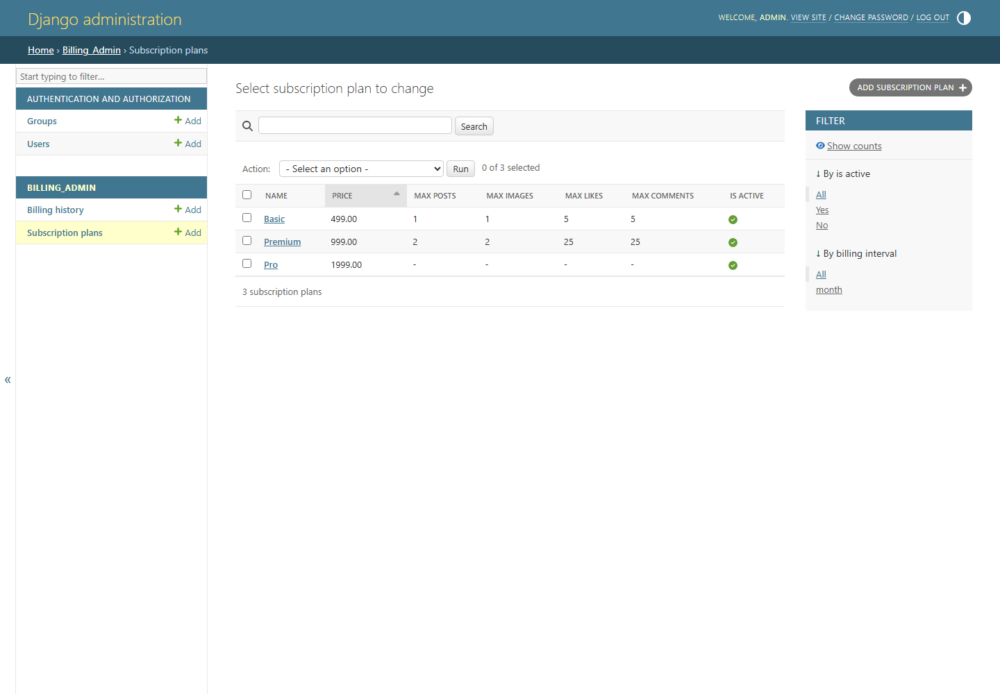 Django administration
WELCOME, ADMIN. VIEW SITE / CHANGE PASSWORD / LOG OUT
Home › Billing_Admin › Subscription plans
Start typing to filter...
AUTHENTICATION AND AUTHORIZATION
Groups Add
Users Add
BILLING_ADMIN
Billing history Add
Subscription plans Add
«
Select subscription plan to change
ADD SUBSCRIPTION PLAN +
Search
Action: - Select an option - Run 0 of 3 selected
NAME PRICE MAX POSTS MAX IMAGES MAX LIKES MAX COMMENTS IS ACTIVE
Basic 499.00 1 1 5 5
Premium 999.00 2 2 25 25
Pro 1999.00 - - - -
3 subscription plans
FILTER
Show counts
↓ By is active
All
Yes
No
↓ By billing interval
All
month